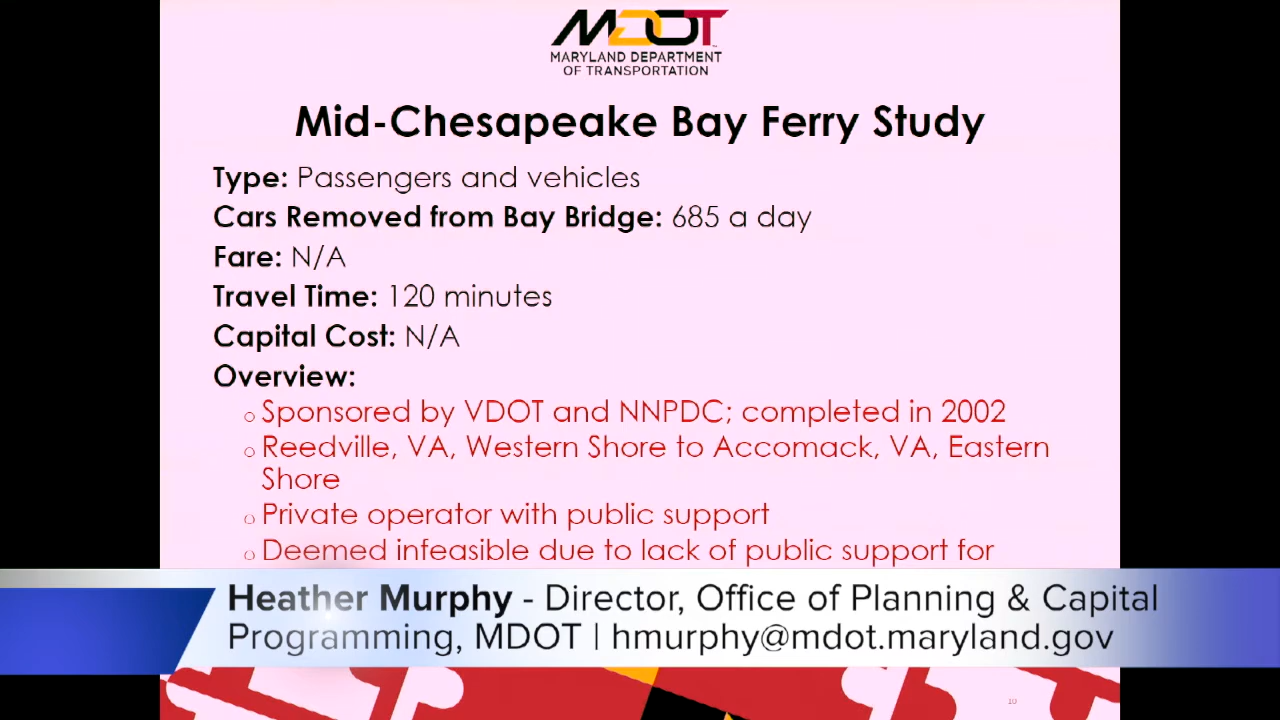 MDOT
MARYLAND DEPARTMENT
OF TRANSPORTATION
Mid-Chesapeake Bay Ferry Study
Type: Passengers and vehicles
Cars Removed from Bay Bridge: 685 a day
Fare: N/A
Travel Time: 120 minutes
Capital Cost: N/A
Overview:
o Sponsored by VDOT and NNPDC; completed in 2002
o Reedville, VA, Western Shore to Accomack, VA, Eastern
Shore
o Private operator with public support
o Deemed infeasible due to lack of public support for
Heather Murphy - Director, Office of Planning & Capital
Programming, MDOT | hmurphy@mdot.maryland.gov
10